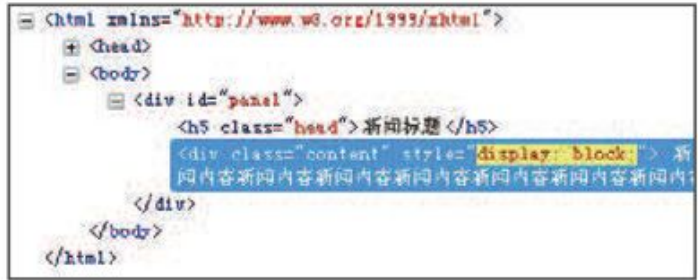 <html xmlns="http://www.w3.org/1999/xhtml">
<head>
<body>
<div id="panel">
<h5 class="head">新闻标题</h5>
<div class="content" style="display: block;"> 新
闻内容新闻内容新闻内容新闻内容新闻内容新闻内
</div>
</body>
</html>